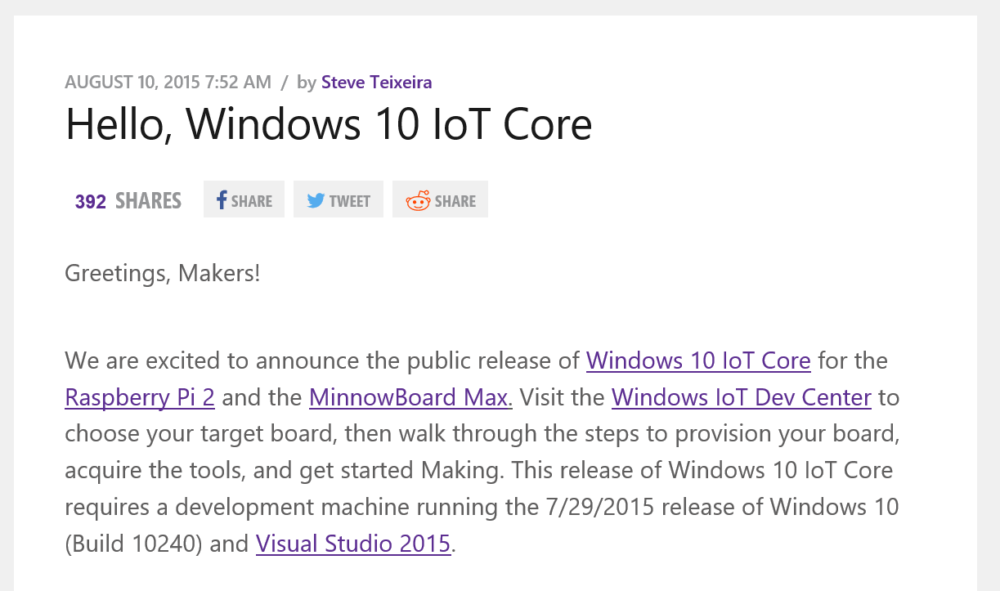 AUGUST 10, 2015 7:52 AM / by Steve Teixeira
Hello, Windows 10 IoT Core
392 SHARES SHARE TWEET SHARE
Greetings, Makers!
We are excited to announce the public release of Windows 10 IoT Core for the
Raspberry Pi 2 and the MinnowBoard Max. Visit the Windows IoT Dev Center to
choose your target board, then walk through the steps to provision your board,
acquire the tools, and get started Making. This release of Windows 10 IoT Core
requires a development machine running the 7/29/2015 release of Windows 10
(Build 10240) and Visual Studio 2015.